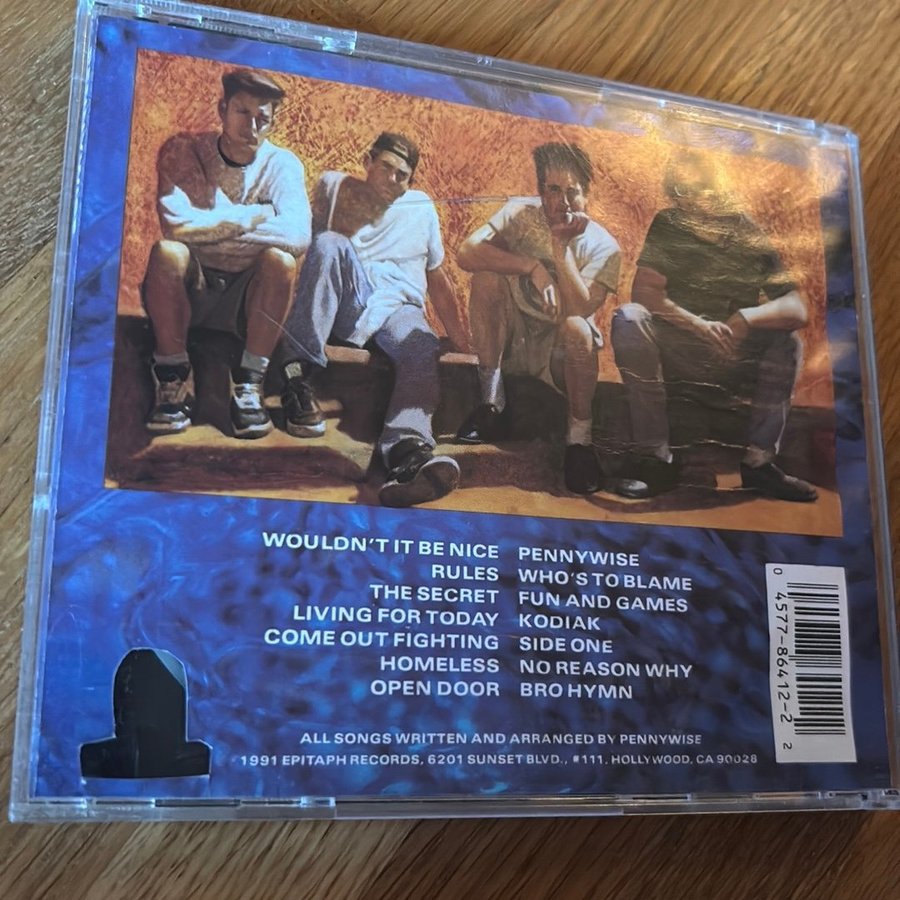 WOULDN'T IT BE NICE
RULES
THE SECRET
LIVING FOR TODAY
COME OUT FIGHTING
HOMELESS
OPEN DOOR
PENNYWISE
WHO'S TO BLAME
FUN AND GAMES
KODIAK
SIDE ONE
NO REASON WHY
BRO HYMN
ALL SONGS WRITTEN AND ARRANGED BY PENNYWISE
1991 EPITAPH RECORDS, 6201 SUNSET BLVD., #111, HOLLYWOOD, CA 90028
0 4577-86412-2 2